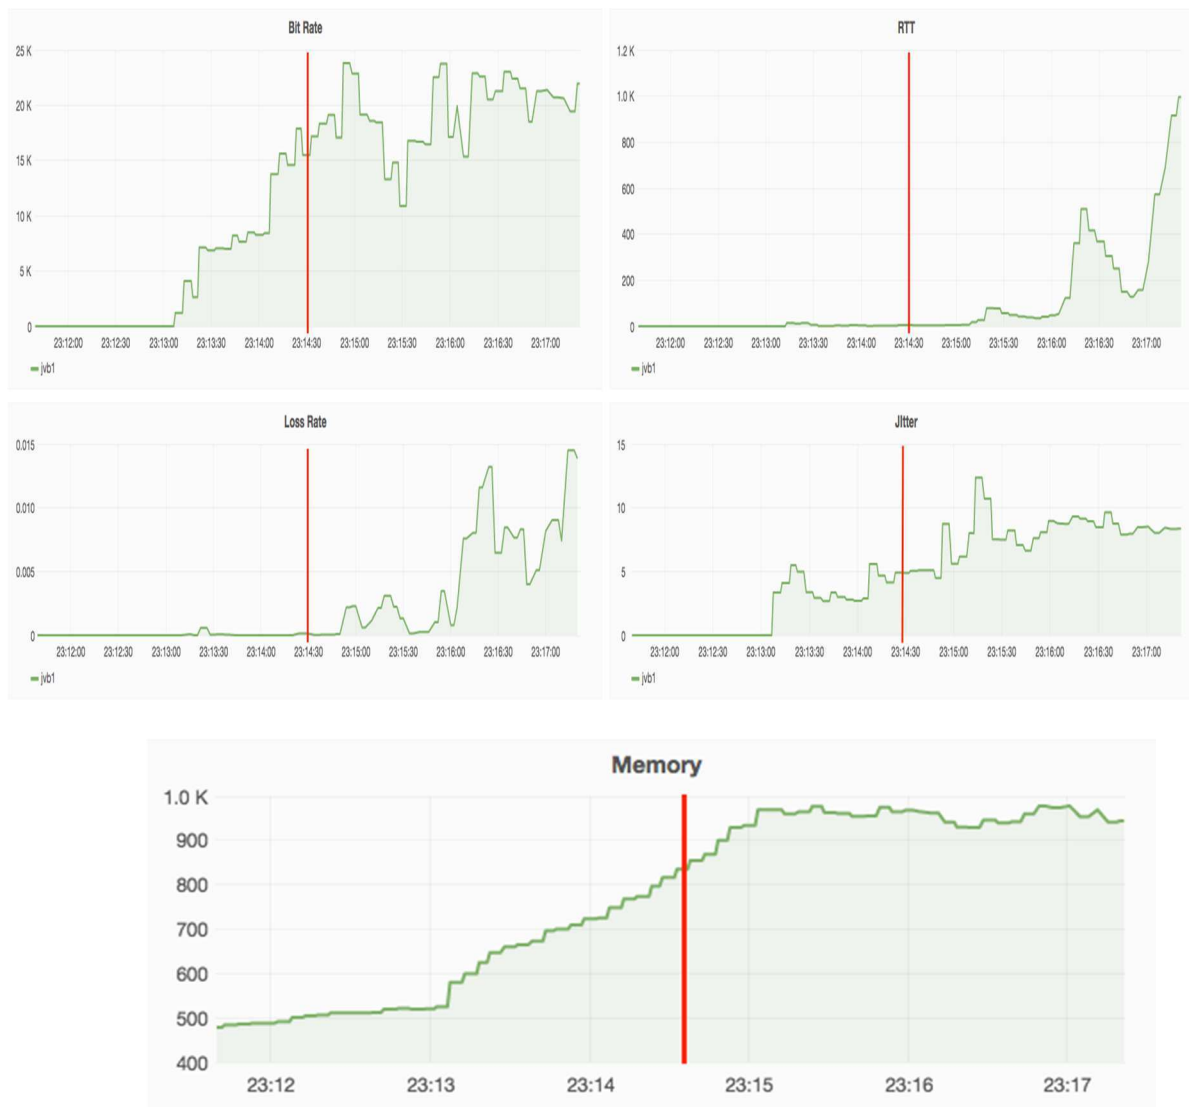 Bit Rate
25 K
20 K
15 K
10 K
5 K
0
23:12:00 23:12:30 23:13:00 23:13:30 23:14:00 23:14:30 23:15:00 23:15:30 23:16:00 23:16:30 23:17:00
jvb1
RTT
1.2 K
1.0 K
800
600
400
200
0
23:12:00 23:12:30 23:13:00 23:13:30 23:14:00 23:14:30 23:15:00 23:15:30 23:16:00 23:16:30 23:17:00
jvb1
Loss Rate
0.015
0.010
0.005
0
23:12:00 23:12:30 23:13:00 23:13:30 23:14:00 23:14:30 23:15:00 23:15:30 23:16:00 23:16:30 23:17:00
jvb1
JItter
15
10
5
0
23:12:00 23:12:30 23:13:00 23:13:30 23:14:00 23:14:30 23:15:00 23:15:30 23:16:00 23:16:30 23:17:00
jvb1
Memory
1.0 K
900
800
700
600
500
400
23:12 23:13 23:14 23:15 23:16 23:17